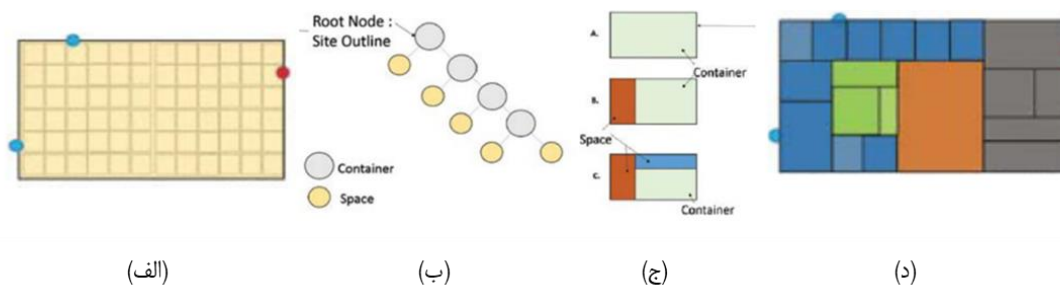 Root Node :
Site Outline
Container
Space
A.
Container
B.
Space
C.
Container
(الف)
(ب)
(ج)
(د)